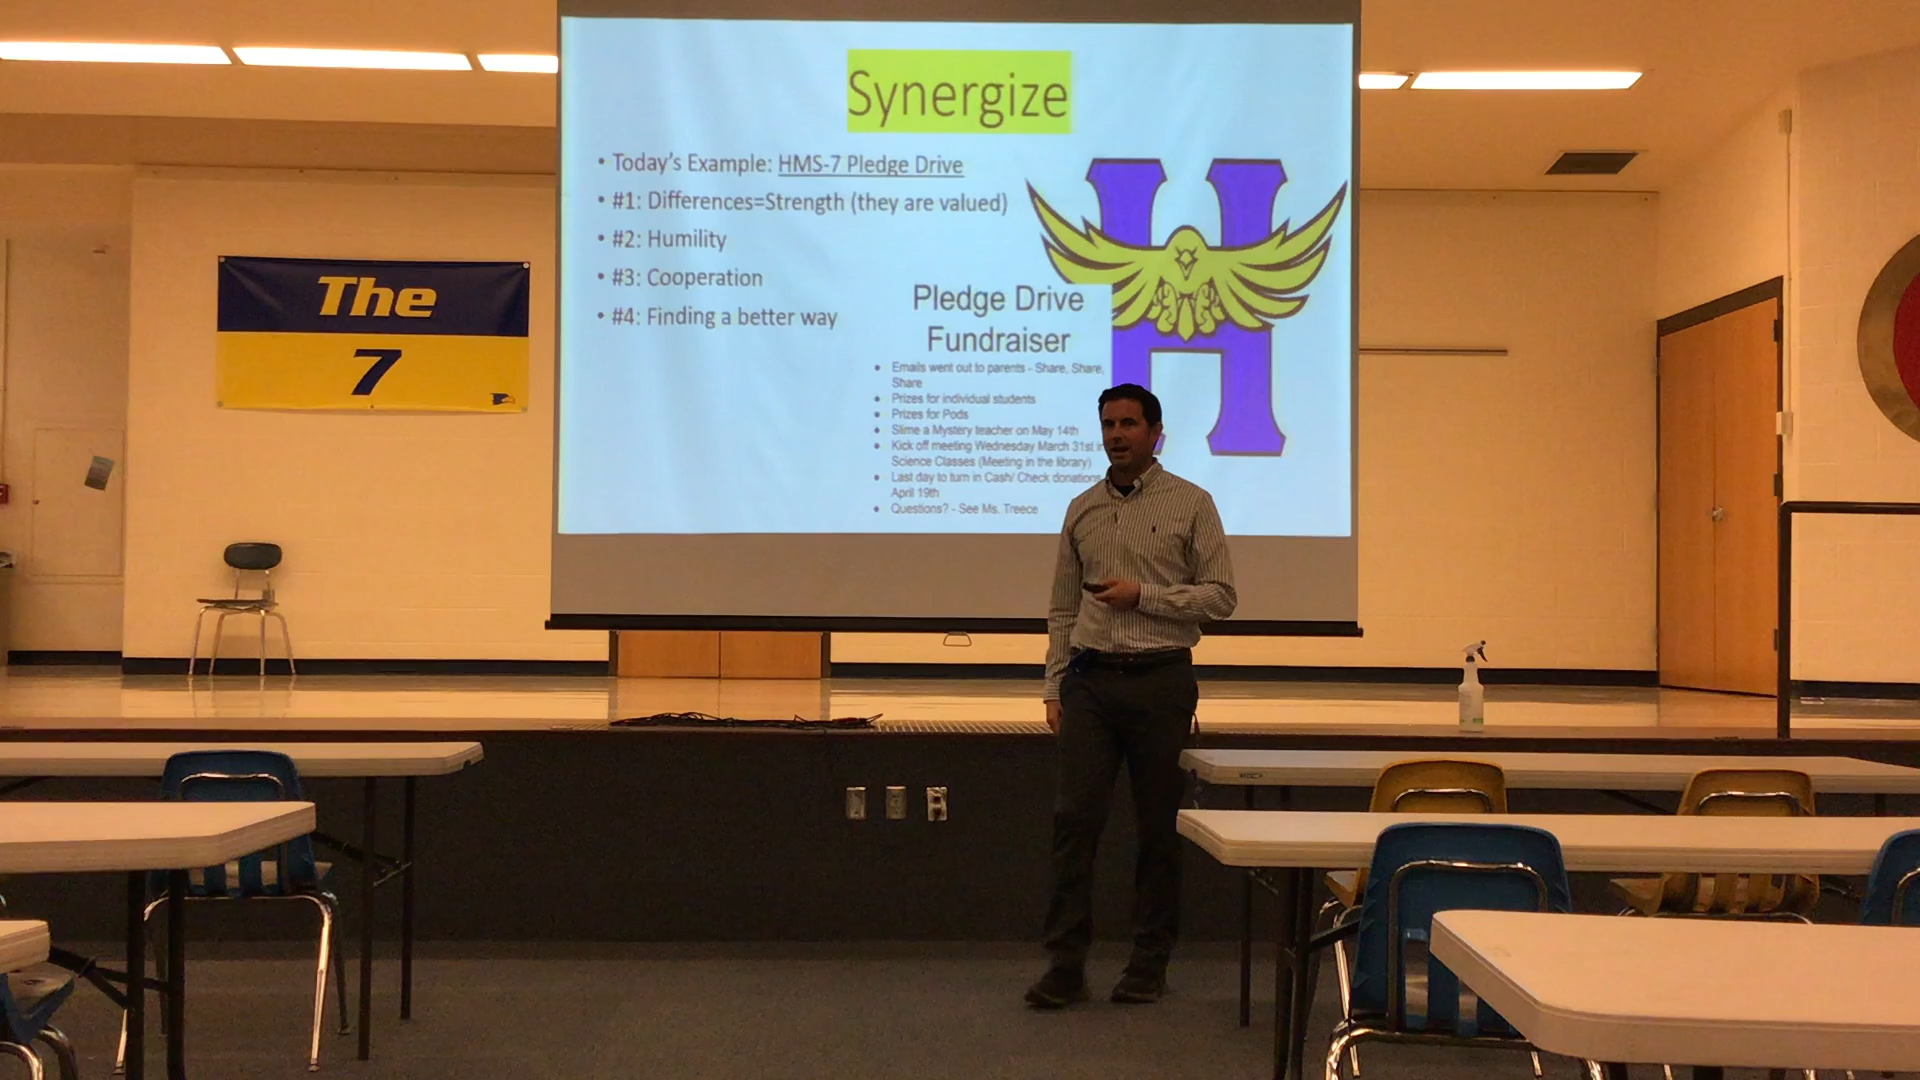 Synergize
• Today's Example: HMS-7 Pledge Drive
• #1: Differences=Strength (they are valued)
• #2: Humility
• #3: Cooperation
• #4: Finding a better way
H
Pledge Drive
Fundraiser
• Emails went out to parents - Share, Share,
Share
• Prizes for individual students
• Prizes for Pods
• Slime a Mystery teacher on May 14th
• Kick off meeting Wednesday March 31st in
Science Classes (Meeting in the library)
• Last day to turn in Cash/ Check donations
April 19th
• Questions? - See Ms. Treece
The
7